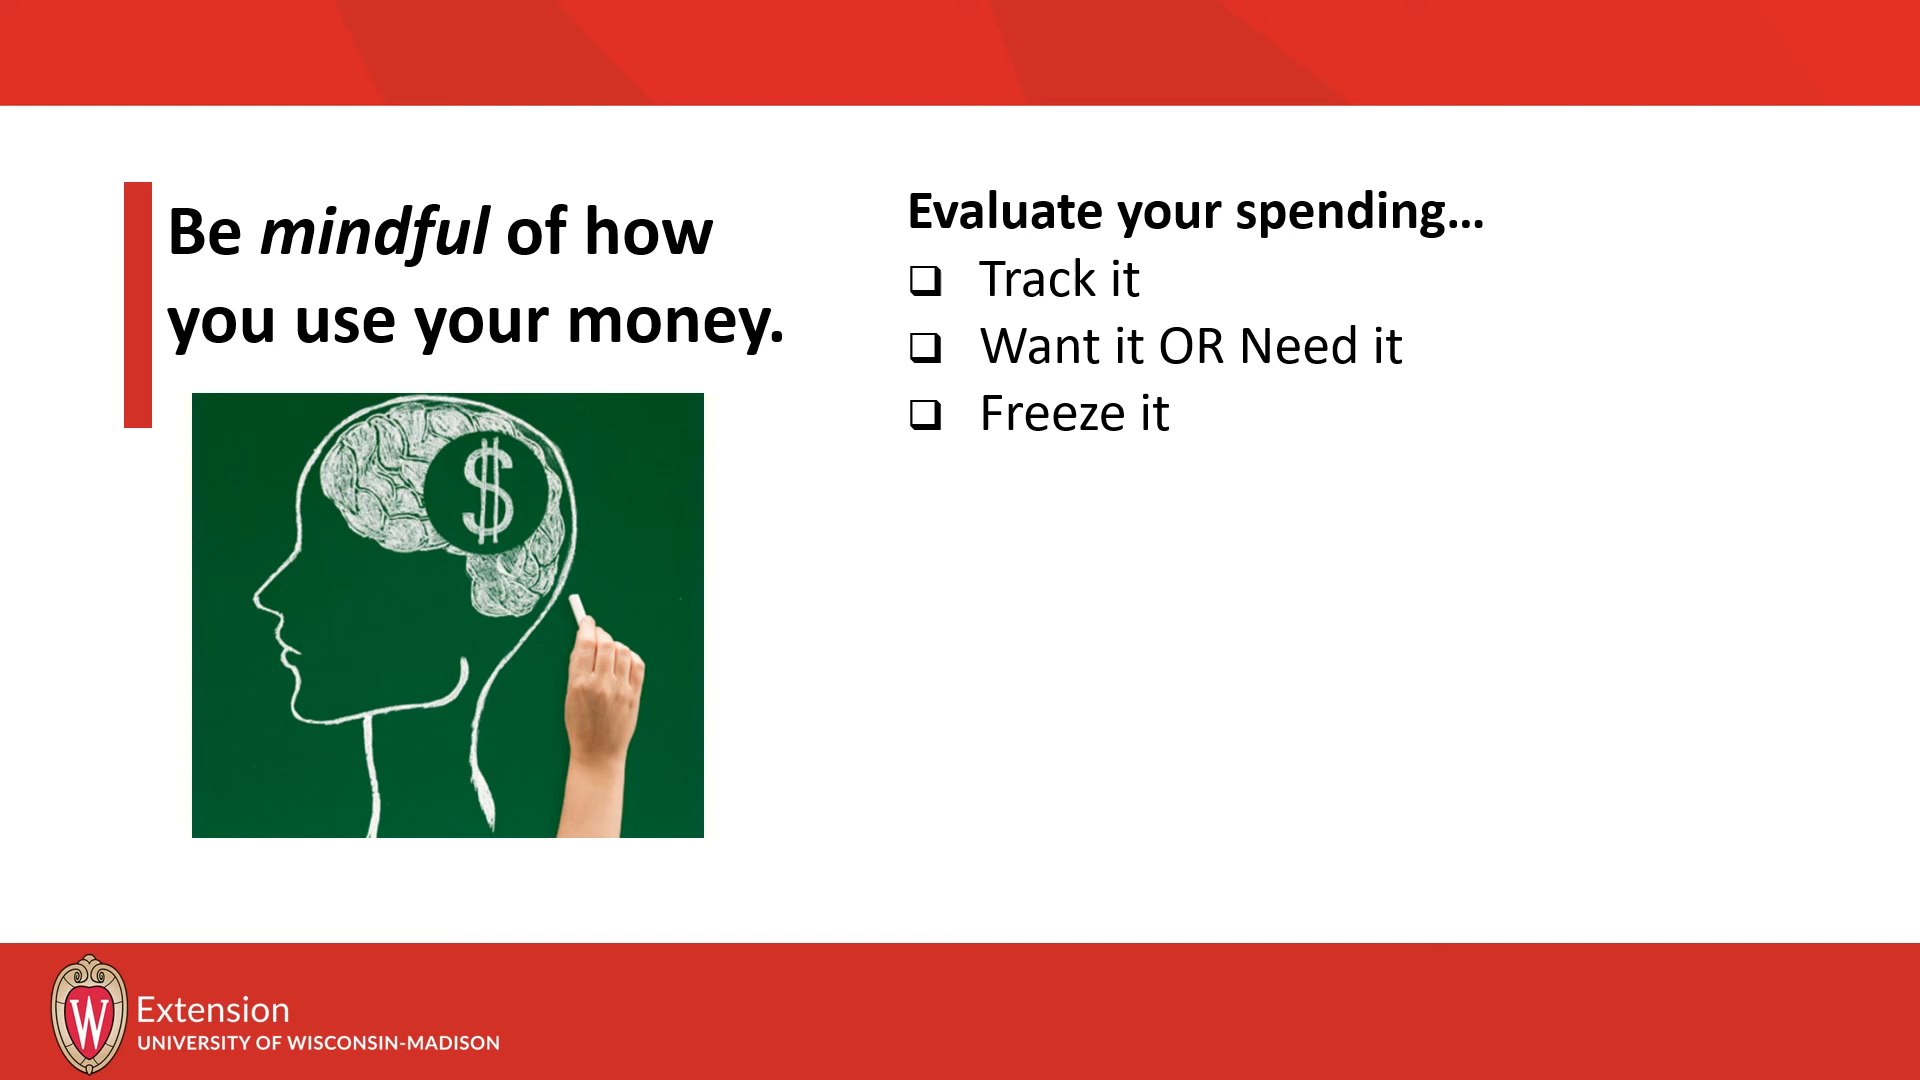 Be mindful of how
you use your money.
$
Evaluate your spending...
❑ Track it
❑ Want it OR Need it
❑ Freeze it
W
Extension
UNIVERSITY OF WISCONSIN-MADISON